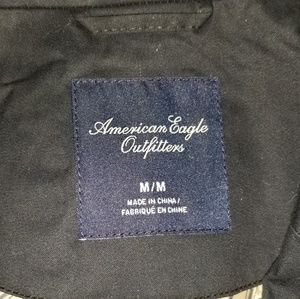 American Eagle
Outfitters
M/M
MADE IN CHINA/
FABRIQUÉ EN CHINE